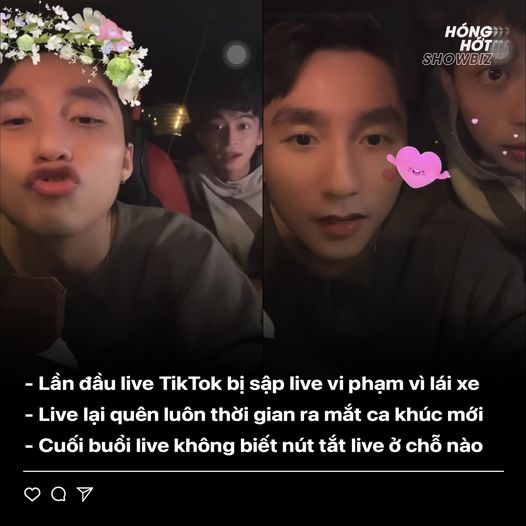 HÓNG
HỚT
SHOWBIZ
- Lần đầu live TikTok bị sập live vi phạm vì lái xe
- Live lại quên luôn thời gian ra mắt ca khúc mới
- Cuối buổi live không biết nút tắt live ở chỗ nào